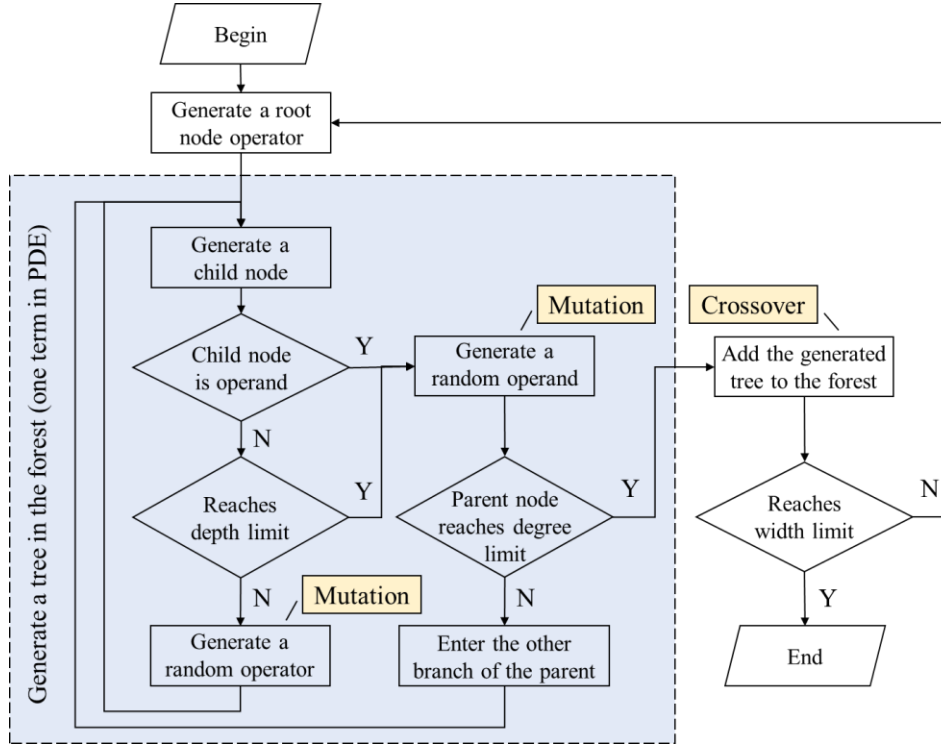 Begin
Generate a root
node operator
Generate a tree in the forest (one term in PDE)
Generate a
child node
Child node
is operand
Y
N
Reaches
depth limit
Y
N
Mutation
Generate a
random operator
Mutation
Generate a
random operand
Parent node
reaches degree
limit
Y
N
Enter the other
branch of the parent
Crossover
Add the generated
tree to the forest
Reaches
width limit
N
Y
End